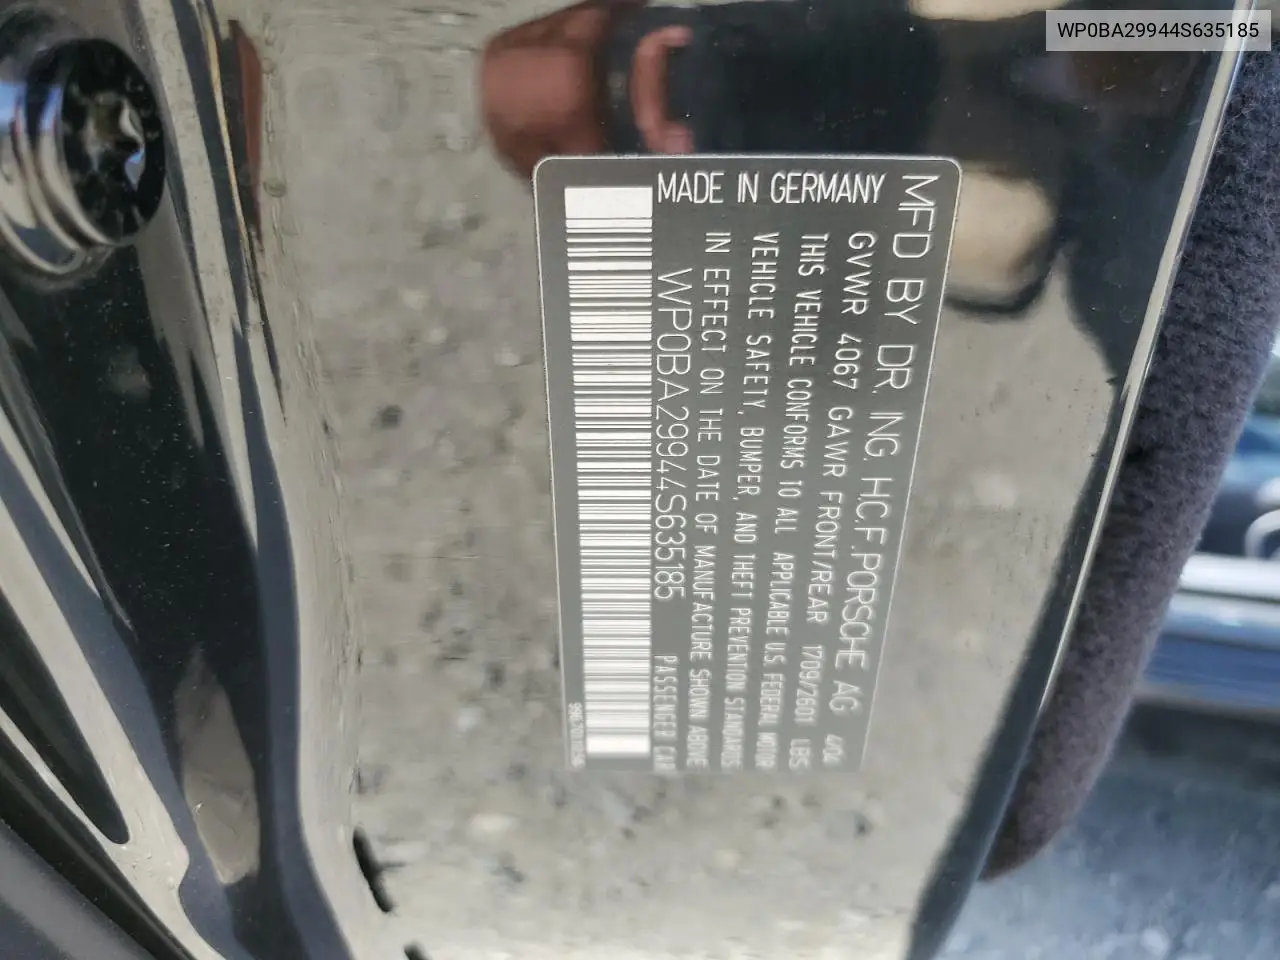 WP0BA29944S635185
MFD BY DR. ING. H.C.F. PORSCHE AG 4/04
GVWR 4067 GAWR FRONT/REAR 1709/2601 LBS
THIS VEHICLE CONFORMS TO ALL APPLICABLE U.S. FEDERAL MOTOR
VEHICLE SAFETY, BUMPER, AND THEFT PREVENTION STANDARDS
IN EFFECT ON THE DATE OF MANUFACTURE SHOWN ABOVE
MADE IN GERMANY
WP0BA29944S635185 PASSENGER CAR